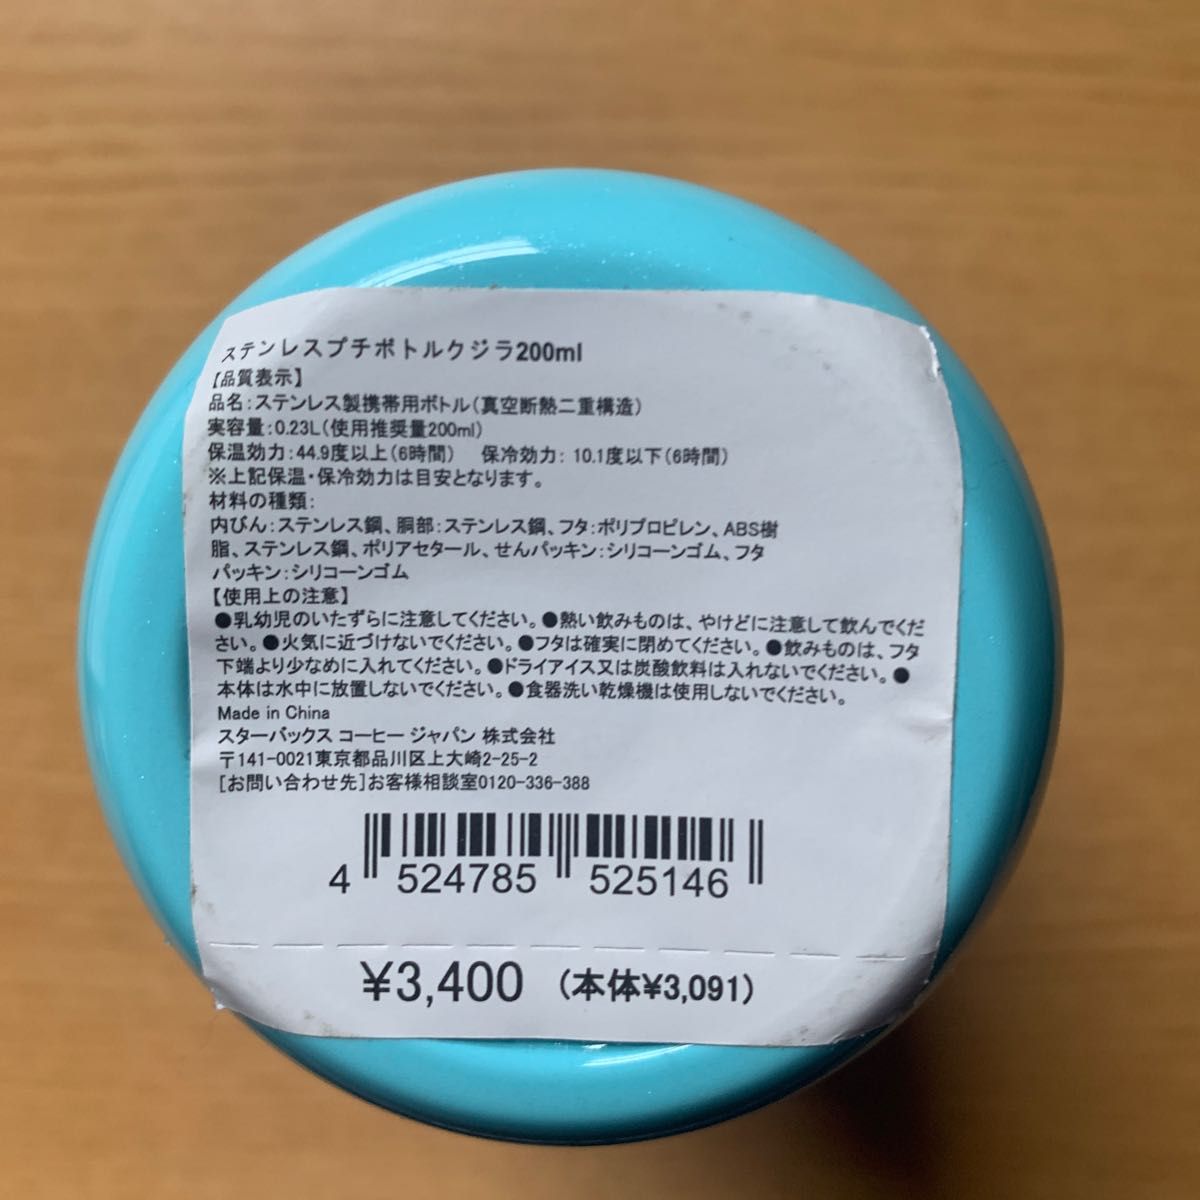 ステンレスプチボトルクジラ200ml
【品質表示】
品名:ステンレス製携帯用ボトル(真空断熱二重構造)
実容量:0.23L(使用推奨量200ml)
保温効力:44.9度以上(6時間)　保冷効力: 10.1度以下(6時間)
※上記保温・保冷効力は目安となります。
材料の種類:
内びん:ステンレス鋼、胴部:ステンレス鋼、フタ:ポリプロピレン、ABS樹
脂、ステンレス鋼、ポリアセタール、せんパッキン:シリコーンゴム、フタ
パッキン:シリコーンゴム
【使用上の注意】
●乳幼児のいたずらに注意してください。●熱い飲みものは、やけどに注意して飲んでくだ
さい。●火気に近づけないでください。●フタは確実に閉めてください。●飲みものは、フタ
下端より少なめに入れてください。●ドライアイス又は炭酸飲料は入れないでください。●
本体は水中に放置しないでください。●食器洗い乾燥機は使用しないでください。
Made in China
スターバックス コーヒー ジャパン 株式会社
〒141-0021東京都品川区上大崎2-25-2
[お問い合わせ先]お客様相談室0120-336-388
4 524785 525146
¥3,400 (本体¥3,091)